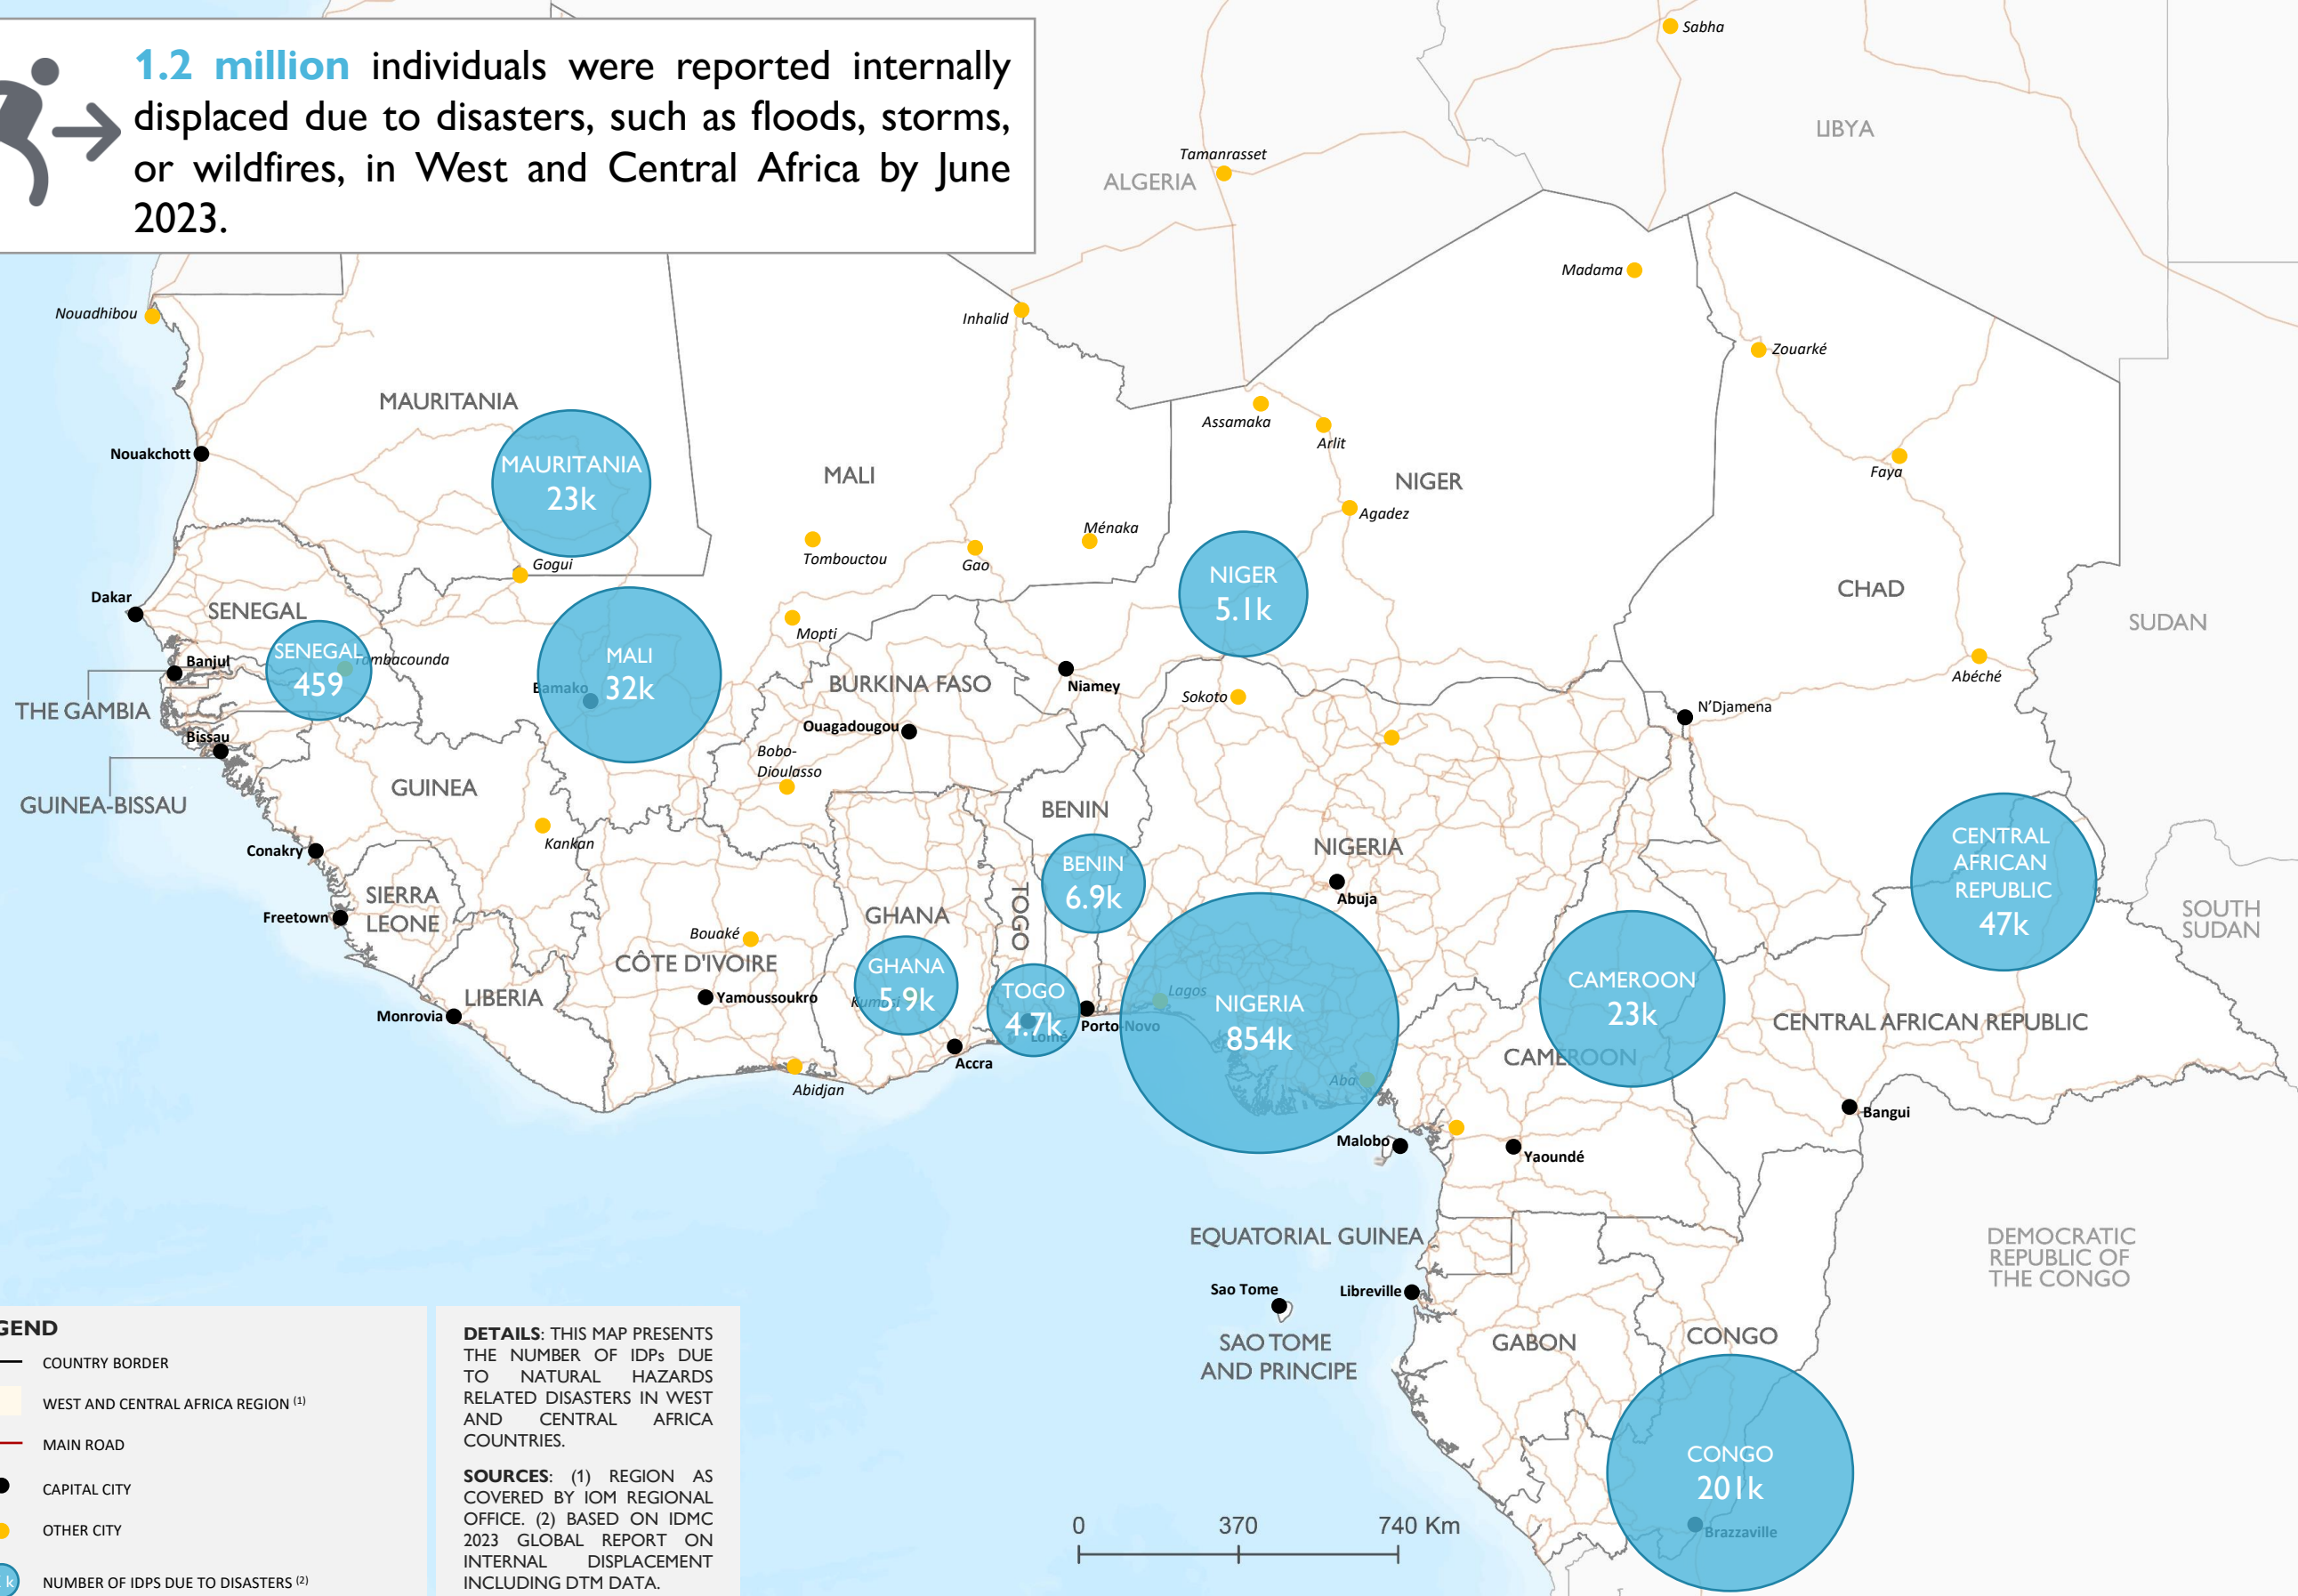 1.2 million individuals were reported internally
displaced due to disasters, such as floods, storms,
or wildfires, in West and Central Africa by June
2023.
Sabha
LIBYA
Tamanrasset
ALGERIA
Madama
Nouadhibou
Inhalid
Zouarké
MAURITANIA
Assamaka
Arlit
Nouakchott
MAURITANIA
23k
MALI
NIGER
Faya
Agadez
Ménaka
Tombouctou
Gao
Gogui
NIGER
5.1k
CHAD
Dakar
SENEGAL
SUDAN
Mopti
SENEGAL
459
Tambacounda
Banjul
MALI
32k
Bamako
BURKINA FASO
Niamey
Sokoto
Abéché
THE GAMBIA
N'Djamena
Ouagadougou
Bissau
Bobo-
Dioulasso
GUINEA
GUINEA-BISSAU
BENIN
Kankan
Conakry
NIGERIA
CENTRAL
AFRICAN
REPUBLIC
47k
BENIN
6.9k
SIERRA
LEONE
Abuja
Freetown
GHANA
TOGO
SOUTH
SUDAN
Bouaké
CÔTE D'IVOIRE
GHANA
5.9k
Kumasi
TOGO
4.7k
Lomé
Lagos
NIGERIA
854k
CAMEROON
23k
LIBERIA
Yamoussoukro
Monrovia
Porto-Novo
CENTRAL AFRICAN REPUBLIC
CAMEROON
Accra
Abidjan
Aba
Bangui
Malobo
Yaoundé
EQUATORIAL GUINEA
DEMOCRATIC
REPUBLIC OF
THE CONGO
Sao Tome
Libreville
SAO TOME
AND PRINCIPE
GABON
CONGO
CONGO
201k
Brazzaville
0 370 740 Km
GEND
COUNTRY BORDER
WEST AND CENTRAL AFRICA REGION (1)
MAIN ROAD
CAPITAL CITY
OTHER CITY
k
NUMBER OF IDPS DUE TO DISASTERS (2)
DETAILS: THIS MAP PRESENTS
THE NUMBER OF IDPs DUE
TO NATURAL HAZARDS
RELATED DISASTERS IN WEST
AND CENTRAL AFRICA
COUNTRIES.
SOURCES: (1) REGION AS
COVERED BY IOM REGIONAL
OFFICE. (2) BASED ON IDMC
2023 GLOBAL REPORT ON
INTERNAL DISPLACEMENT
INCLUDING DTM DATA.